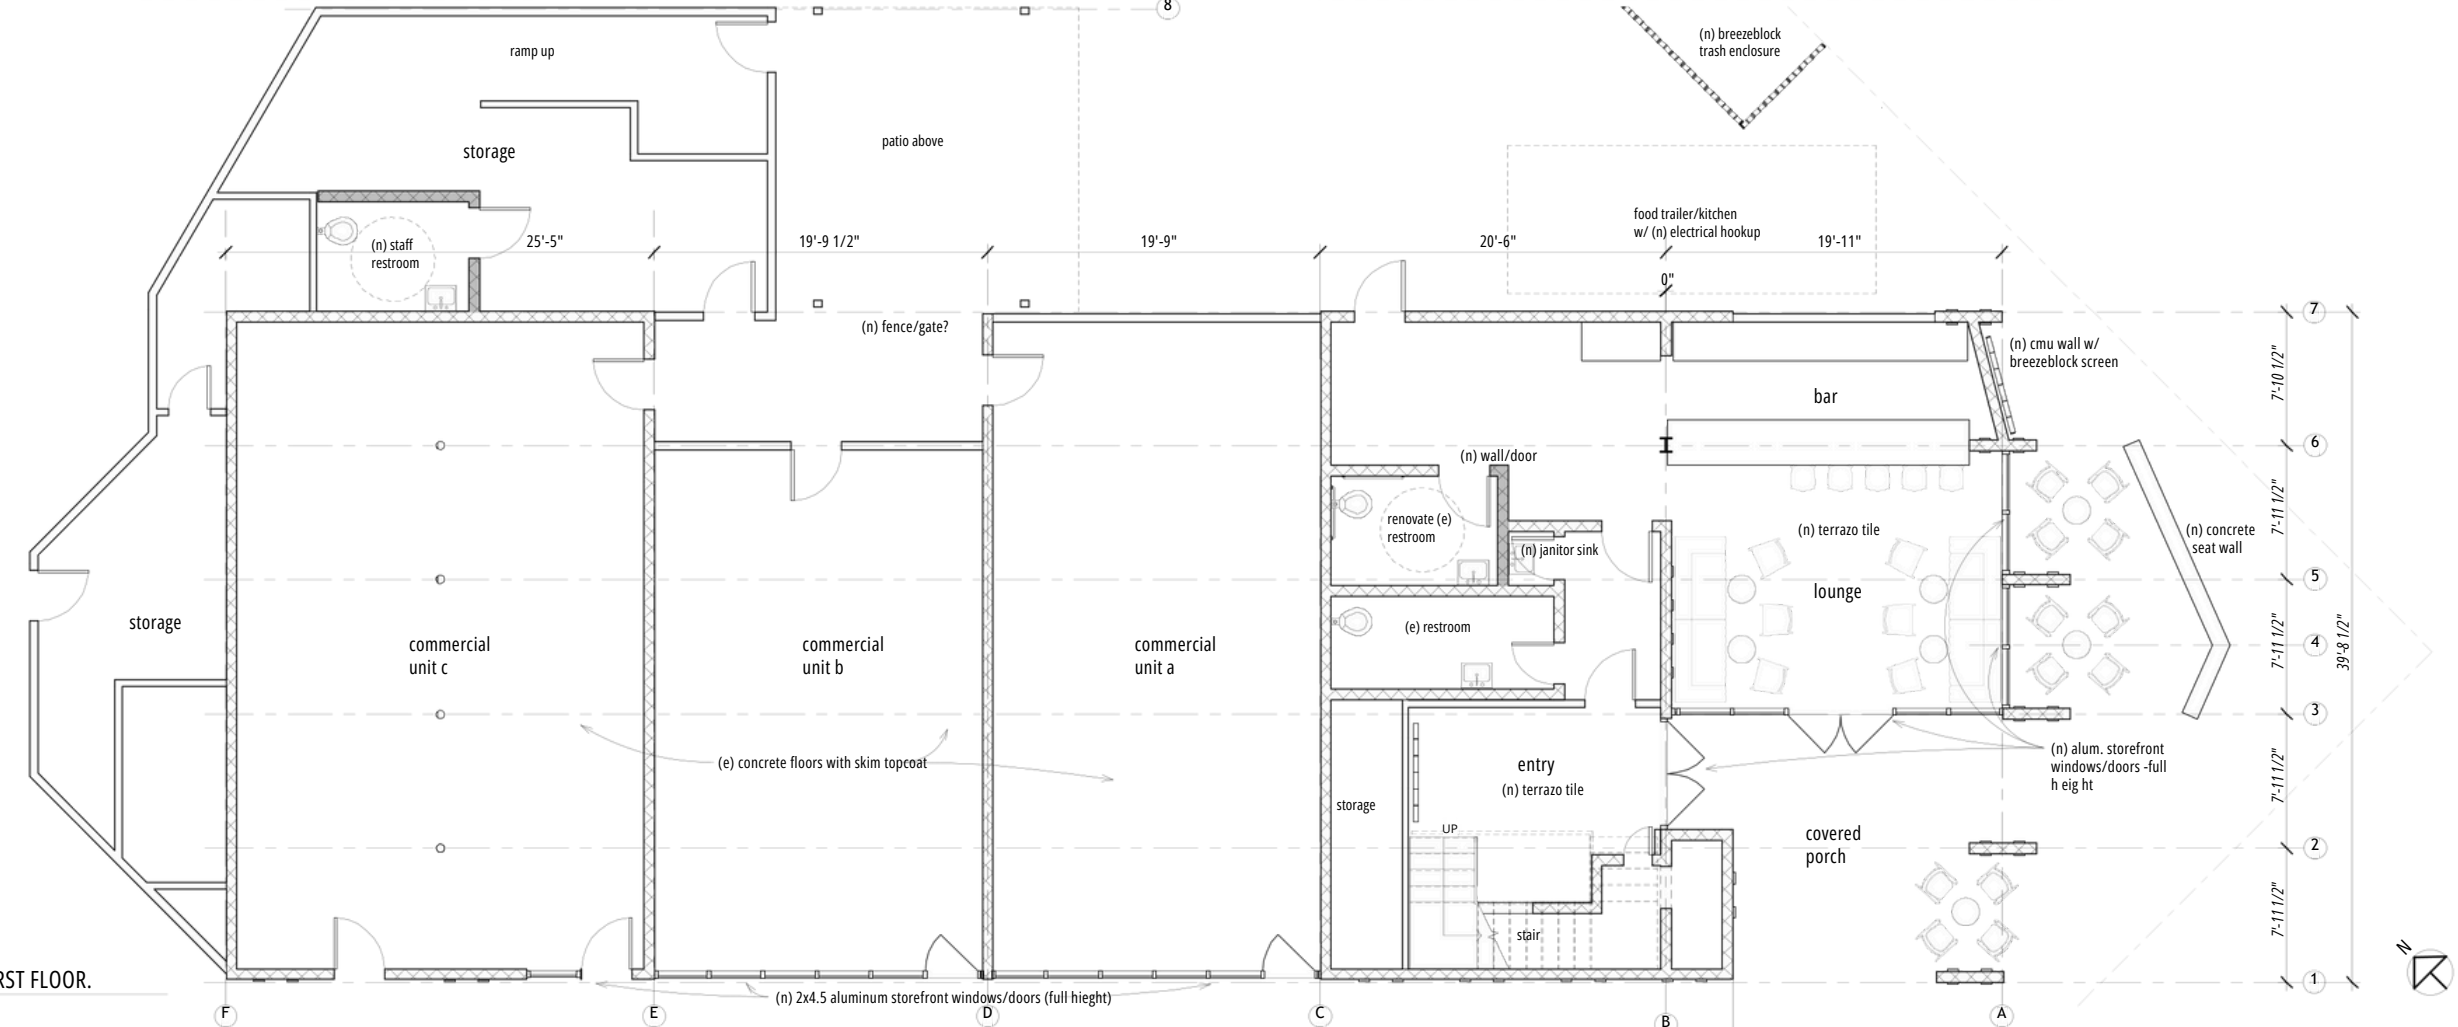 8
(n) breezeblock
trash enclosure
ramp up
patio above
storage
food trailer/kitchen
w/ (n) electrical hookup
(n) staff
restroom
25'-5"
19'-9 1/2"
19'-9"
20'-6"
19'-11"
0"
(n) fence/gate?
7
(n) cmu wall w/
breezeblock screen
7'-10 1/2"
bar
6
(n) wall/door
renovate (e)
restroom
(n) terrazo tile
(n) concrete
seat wall
7'-11 1/2"
(n) janitor sink
5
lounge
storage
(e) restroom
commercial
unit c
commercial
unit b
commercial
unit a
4
7'-11 1/2"
39'-8 1/2"
3
(e) concrete floors with skim topcoat
entry
(n) terrazo tile
(n) alum. storefront
windows/doors -full
h eig ht
7'-11 1/2"
storage
UP
covered
porch
2
stair
7'-11 1/2"
N
RST FLOOR.
(n) 2x4.5 aluminum storefront windows/doors (full hieght)
1
F
E
D
C
B
A